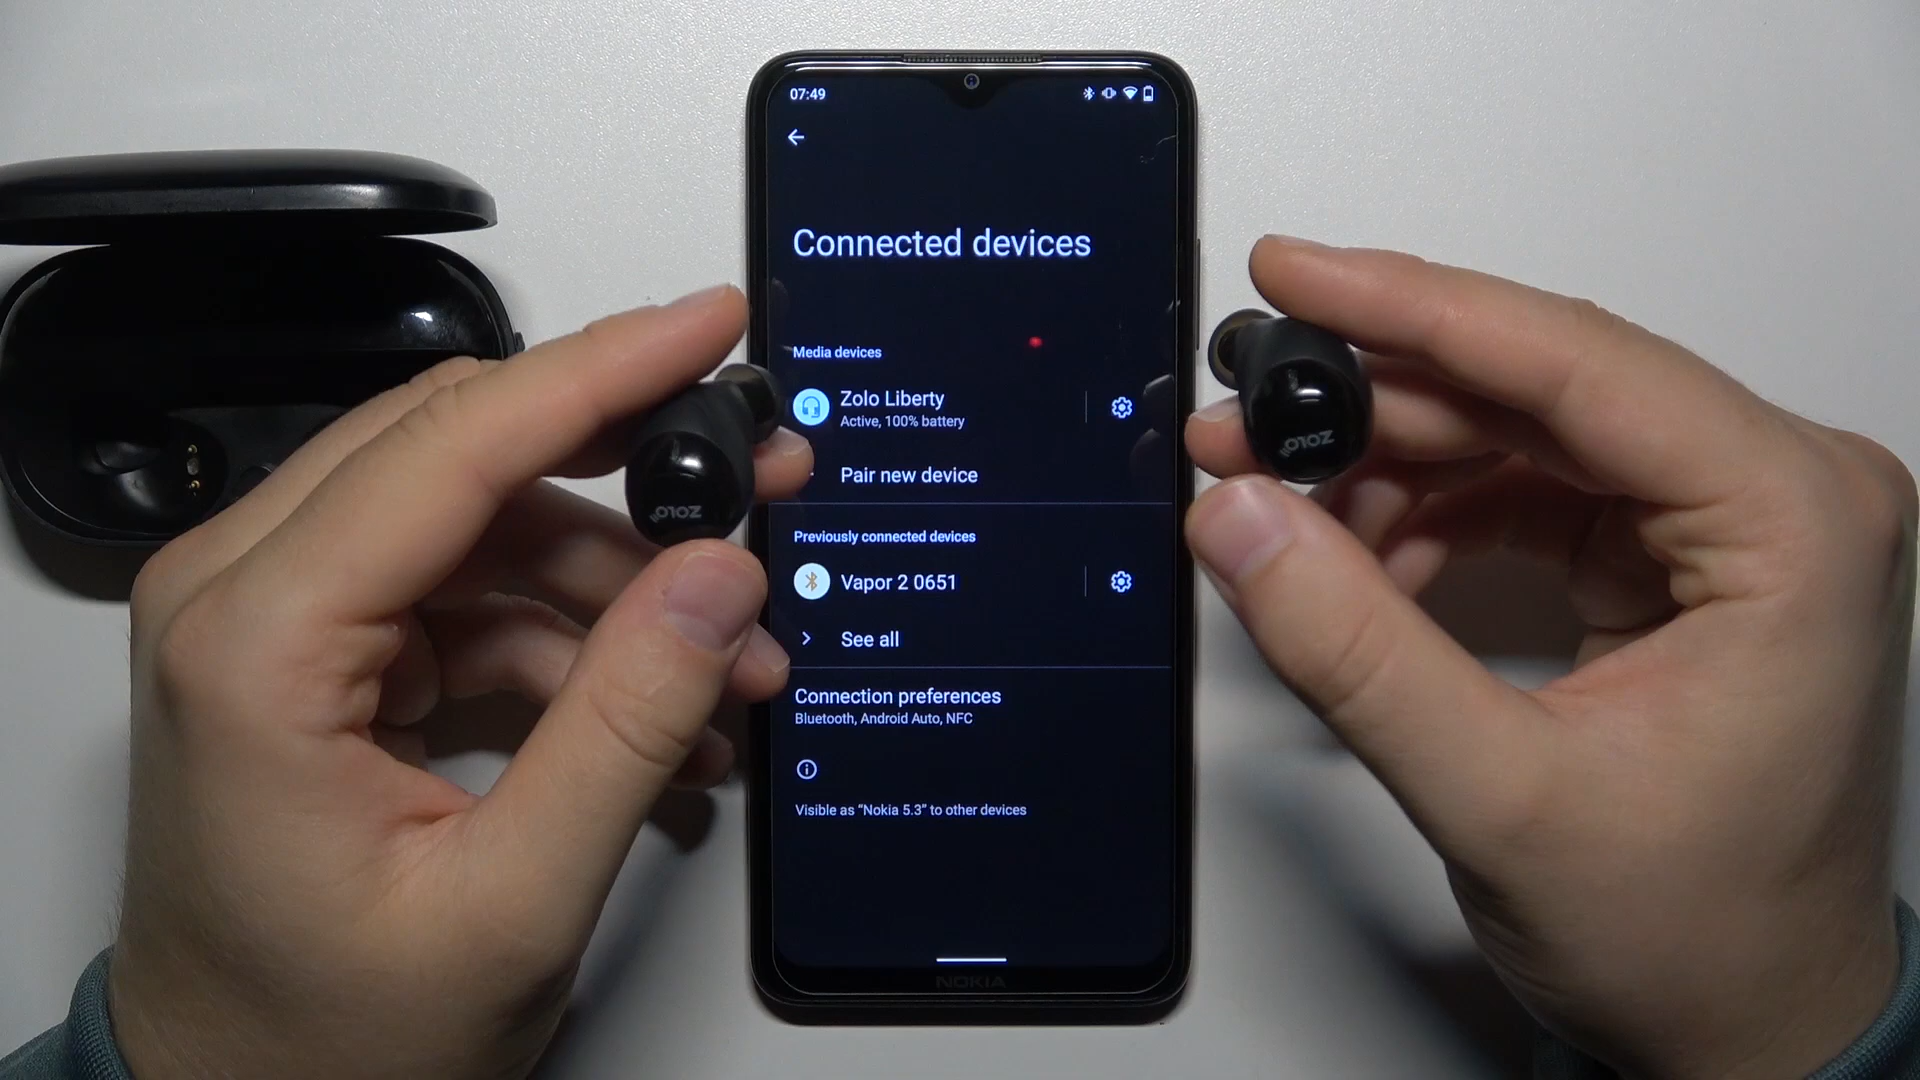 07:49
Connected devices
Media devices
Zolo Liberty
Active, 100% battery
Pair new device
Previously connected devices
Vapor 2 0651
See all
Connection preferences
Bluetooth, Android Auto, NFC
Visible as “Nokia 5.3” to other devices
NOKIA
ZOLO
ZOLO